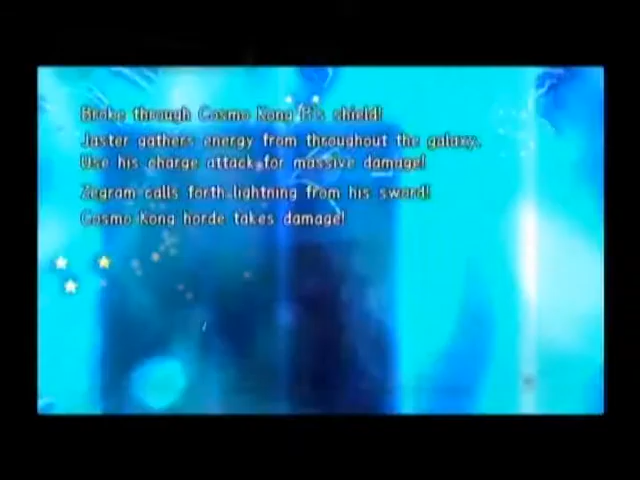 Broke through Cosmo Kong B's shield!
Jaster gathers energy from throughout the galaxy.
Use his charge attack for massive damage!
Zegram calls forth lightning from his sword!
Cosmo Kong horde takes damage!